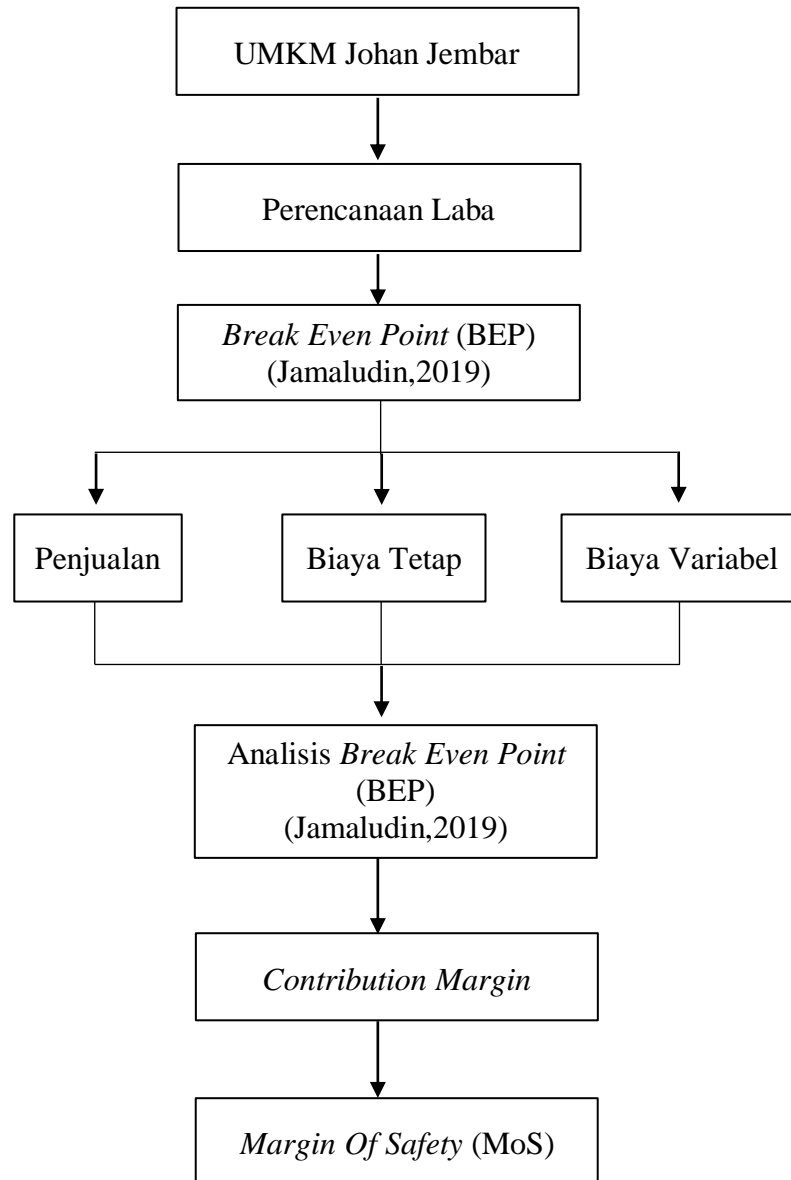 UMKM Johan Jembar
Perencanaan Laba
Break Even Point (BEP)
(Jamaludin,2019)
Penjualan
Biaya Tetap
Biaya Variabel
Analisis Break Even Point
(BEP)
(Jamaludin,2019)
Contribution Margin
Margin Of Safety (MoS)